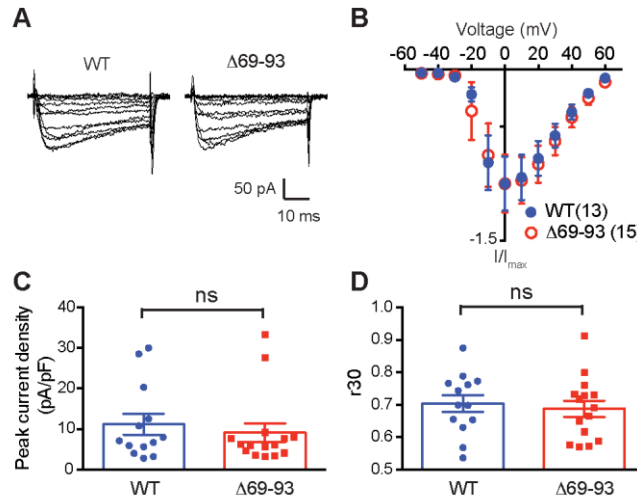 A
WT
Δ69-93
50 pA
10 ms
B
Voltage (mV)
-60 -40 -20 0 20 40 60
WT(13)
Δ69-93 (15)
-1.5
I/Imax
C
ns
Peak current density
(pA/pF)
40
30
20
10
0
WT
Δ69-93
D
ns
r30
1.0
0.9
0.8
0.7
0.6
0.5
WT
Δ69-93